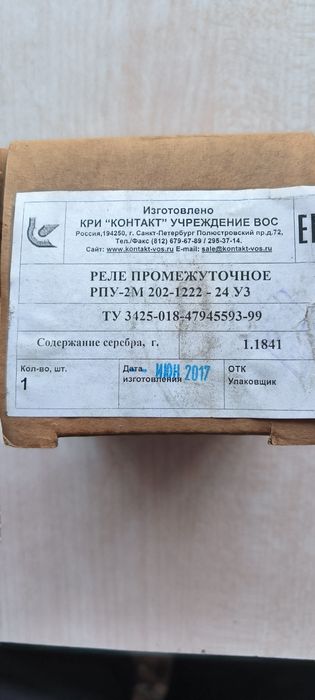 Изготовлено
КРИ "КОНТАКТ" УЧРЕЖДЕНИЕ ВОС
Россия,194250, г. Санкт-Петербург Полюстровский пр.д.72,
Тел./Факс (812) 679-67-89 / 295-37-14.
Сайт: www.kontakt-vos.ru E-mail: sale@kontakt-vos.ru
РЕЛЕ ПРОМЕЖУТОЧНОЕ
РПУ-2М 202-1222 - 24 У3
ТУ 3425-018-47945593-99
Содержание серебра, г. 1.1841
Кол-во, шт. Дата ОТК
изготовления ИЮН 2017 Упаковщик
1